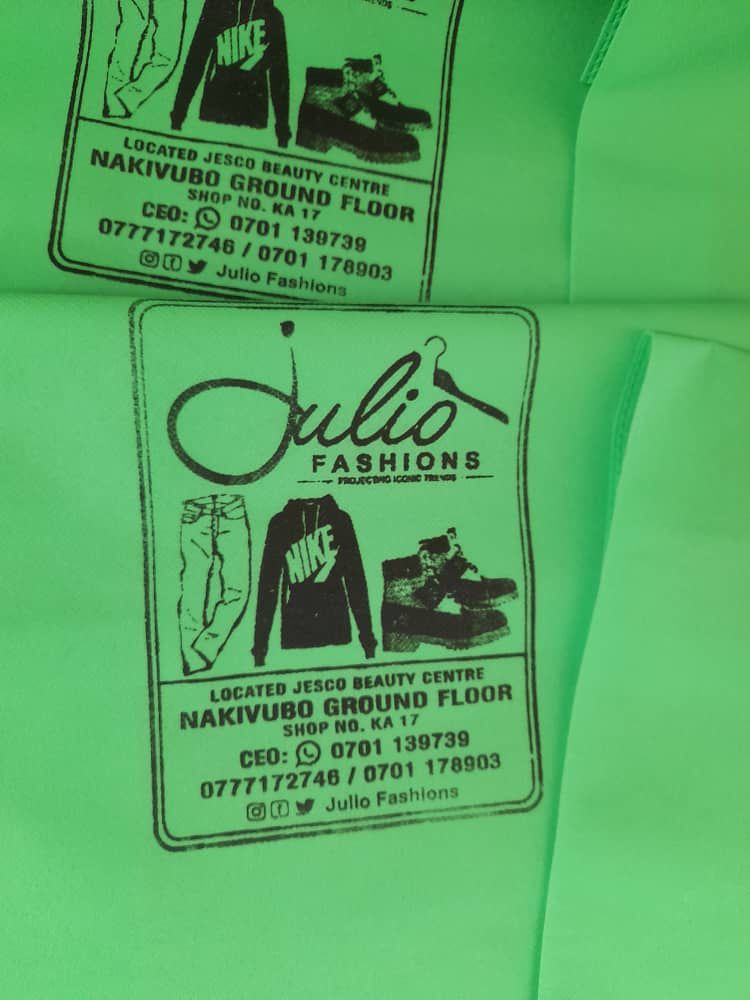 TRENDS
NIKE
LOCATED JESCO BEAUTY CENTRE
NAKIVUBO GROUND FLOOR
SHOP NO. KA 17
CEO: 0701 139739
0777172746 / 0701 178903
Julio Fashions
Julio
FASHIONS
PROJECTING ICONIC TRENDS
NIKE
LOCATED JESCO BEAUTY CENTRE
NAKIVUBO GROUND FLOOR
SHOP NO. KA 17
CEO: 0701 139739
0777172746 / 0701 178903
Julio Fashions